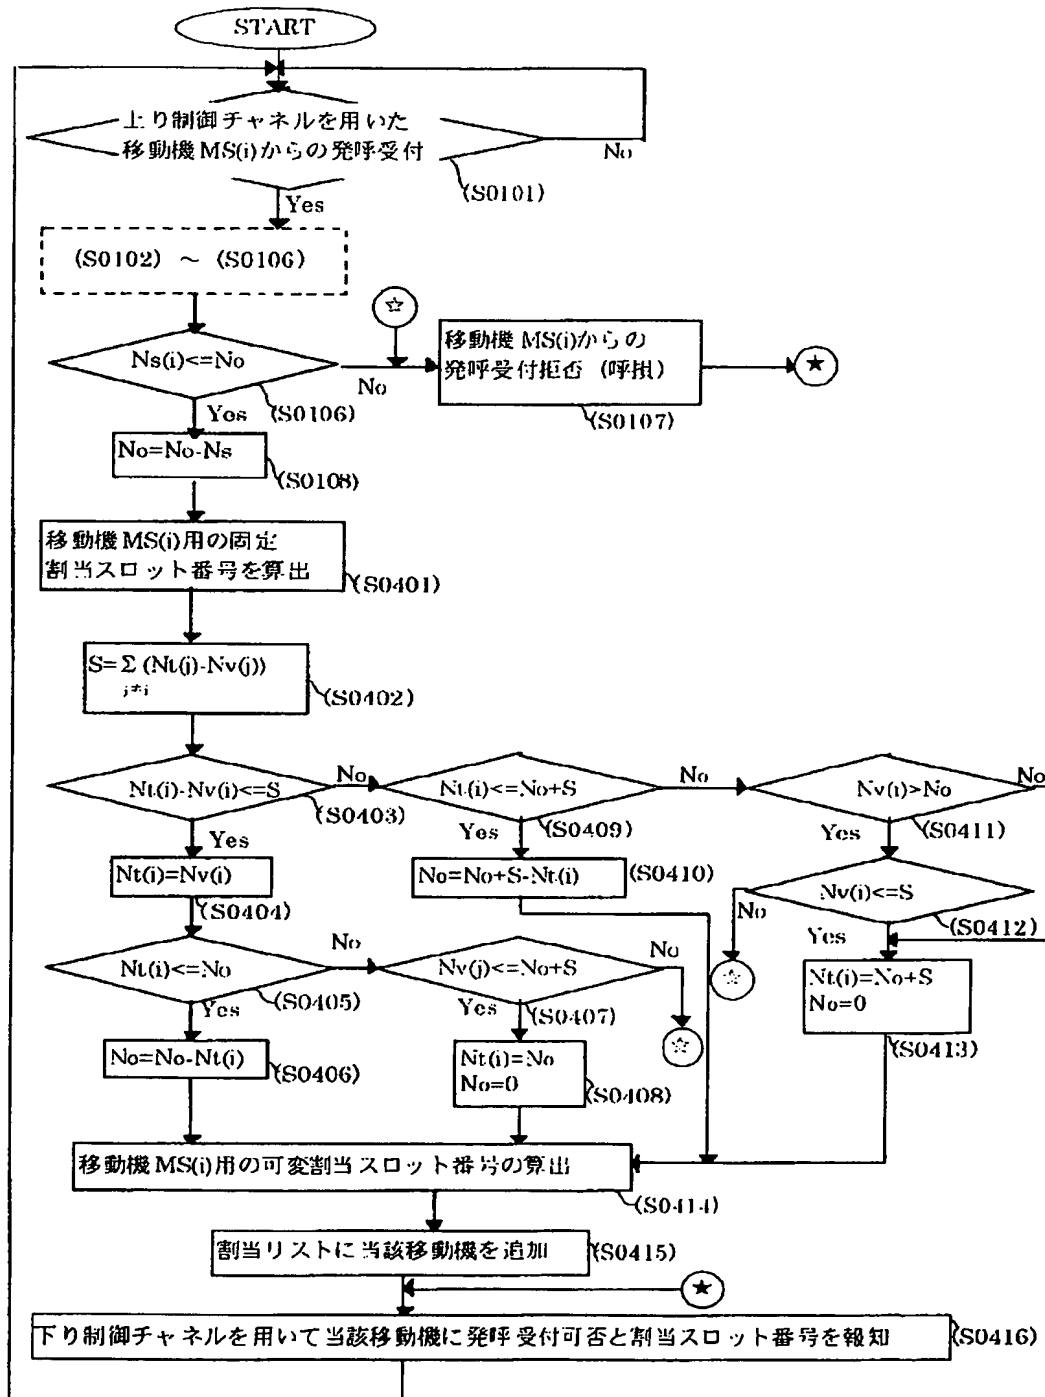 START
上り制御チャネルを用いた
移動機MS(i)からの発呼受付
No
(S0101)
Yes
(S0102) ～ (S0106)
☆
Ns(i)<=No
No
(S0106)
Yes
移動機MS(i)からの
発呼受付拒否（呼損）
(S0107)
★
No=No-Ns
(S0108)
移動機MS(i)用の固定
割当スロット番号を算出
(S0401)
S=Σ(Nt(j)-Nv(j))
j≠i
(S0402)
Nt(i)-Nv(i)<=S
No
(S0403)
Yes
Nt(i)<=No+S
No
(S0409)
Yes
Nv(i)>No
No
(S0411)
Yes
Nt(i)=Nv(i)
(S0404)
No=No+S-Nt(i)
(S0410)
Nv(i)<=S
No
(S0412)
Yes
☆
Nt(i)<=No
No
(S0405)
Yes
Nv(j)<=No+S
No
(S0407)
Yes
☆
Nt(i)=No+S
No=0
(S0413)
No=No-Nt(i)
(S0406)
Nt(i)=No
No=0
(S0408)
移動機MS(i)用の可変割当スロット番号の算出
(S0414)
割当リストに当該移動機を追加
(S0415)
★
下り制御チャネルを用いて当該移動機に発呼受付可否と割当スロット番号を報知
(S0416)